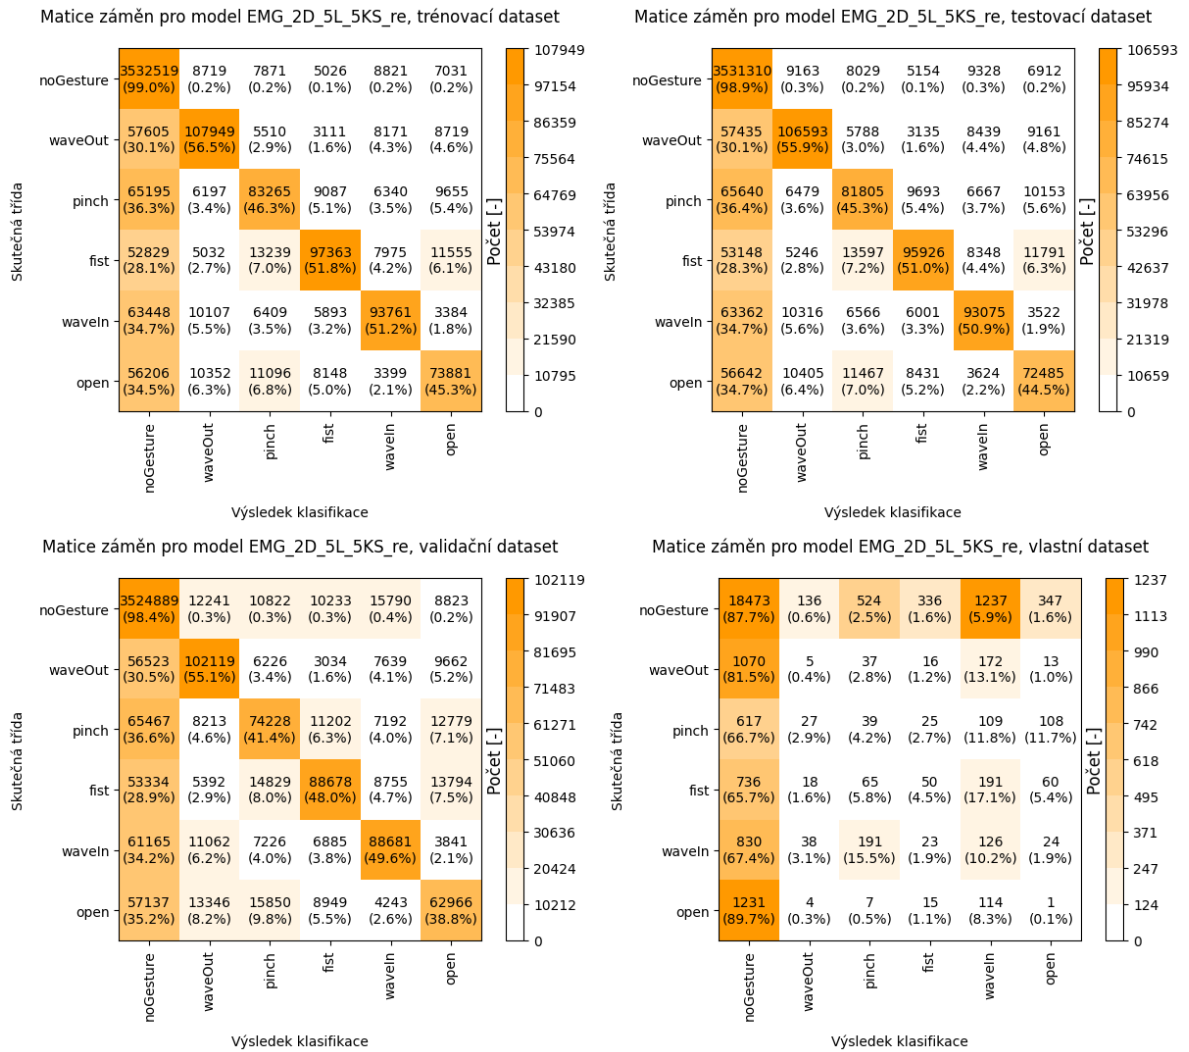 Matice záměn pro model EMG_2D_5L_5KS_re, trénovací dataset
Skutečná třída
noGesture
waveOut
pinch
fist
waveIn
open
3532519 8719 7871 5026 8821 7031
(99.0%) (0.2%) (0.2%) (0.1%) (0.2%) (0.2%)
57605 107949 5510 3111 8171 8719
(30.1%) (56.5%) (2.9%) (1.6%) (4.3%) (4.6%)
65195 6197 83265 9087 6340 9655
(36.3%) (3.4%) (46.3%) (5.1%) (3.5%) (5.4%)
52829 5032 13239 97363 7975 11555
(28.1%) (2.7%) (7.0%) (51.8%) (4.2%) (6.1%)
63448 10107 6409 5893 93761 3384
(34.7%) (5.5%) (3.5%) (3.2%) (51.2%) (1.8%)
56206 10352 11096 8148 3399 73881
(34.5%) (6.3%) (6.8%) (5.0%) (2.1%) (45.3%)
noGesture
waveOut
pinch
fist
waveIn
open
Výsledek klasifikace
Počet [-]
107949
97154
86359
75564
64769
53974
43180
32385
21590
10795
0
Matice záměn pro model EMG_2D_5L_5KS_re, testovací dataset
Skutečná třída
noGesture
waveOut
pinch
fist
waveIn
open
3531310 9163 8029 5154 9328 6912
(98.9%) (0.3%) (0.2%) (0.1%) (0.3%) (0.2%)
57435 106593 5788 3135 8439 9161
(30.1%) (55.9%) (3.0%) (1.6%) (4.4%) (4.8%)
65640 6479 81805 9693 6667 10153
(36.4%) (3.6%) (45.3%) (5.4%) (3.7%) (5.6%)
53148 5246 13597 95926 8348 11791
(28.3%) (2.8%) (7.2%) (51.0%) (4.4%) (6.3%)
63362 10316 6566 6001 93075 3522
(34.7%) (5.6%) (3.6%) (3.3%) (50.9%) (1.9%)
56642 10405 11467 8431 3624 72485
(34.7%) (6.4%) (7.0%) (5.2%) (2.2%) (44.5%)
noGesture
waveOut
pinch
fist
waveIn
open
Výsledek klasifikace
Počet [-]
106593
95934
85274
74615
63956
53296
42637
31978
21319
10659
0
Matice záměn pro model EMG_2D_5L_5KS_re, validační dataset
Skutečná třída
noGesture
waveOut
pinch
fist
waveIn
open
3524889 12241 10822 10233 15790 8823
(98.4%) (0.3%) (0.3%) (0.3%) (0.4%) (0.2%)
56523 102119 6226 3034 7639 9662
(30.5%) (55.1%) (3.4%) (1.6%) (4.1%) (5.2%)
65467 8213 74228 11202 7192 12779
(36.6%) (4.6%) (41.4%) (6.3%) (4.0%) (7.1%)
53334 5392 14829 88678 8755 13794
(28.9%) (2.9%) (8.0%) (48.0%) (4.7%) (7.5%)
61165 11062 7226 6885 88681 3841
(34.2%) (6.2%) (4.0%) (3.8%) (49.6%) (2.1%)
57137 13346 15850 8949 4243 62966
(35.2%) (8.2%) (9.8%) (5.5%) (2.6%) (38.8%)
noGesture
waveOut
pinch
fist
waveIn
open
Výsledek klasifikace
Počet [-]
102119
91907
81695
71483
61271
51060
40848
30636
20424
10212
0
Matice záměn pro model EMG_2D_5L_5KS_re, vlastní dataset
Skutečná třída
noGesture
waveOut
pinch
fist
waveIn
open
18473 136 524 336 1237 347
(87.7%) (0.6%) (2.5%) (1.6%) (5.9%) (1.6%)
1070 5 37 16 172 13
(81.5%) (0.4%) (2.8%) (1.2%) (13.1%) (1.0%)
617 27 39 25 109 108
(66.7%) (2.9%) (4.2%) (2.7%) (11.8%) (11.7%)
736 18 65 50 191 60
(65.7%) (1.6%) (5.8%) (4.5%) (17.1%) (5.4%)
830 38 191 23 126 24
(67.4%) (3.1%) (15.5%) (1.9%) (10.2%) (1.9%)
1231 4 7 15 114 1
(89.7%) (0.3%) (0.5%) (1.1%) (8.3%) (0.1%)
noGesture
waveOut
pinch
fist
waveIn
open
Výsledek klasifikace
Počet [-]
1237
1113
990
866
742
618
495
371
247
124
0